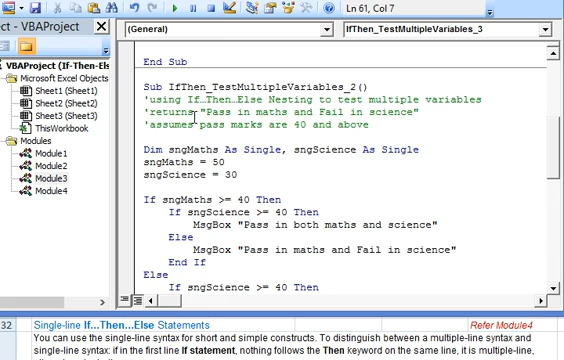 Ln 61, Col 7
ct - VBAProject
(General)
IfThen_TestMultipleVariables_3
VBAProject (If-Then-Els
Microsoft Excel Objects
Sheet1 (Sheet1)
Sheet2 (Sheet2)
Sheet3 (Sheet3)
ThisWorkbook
Modules
Module1
Module2
Module3
Module4
End Sub
Sub IfThen_TestMultipleVariables_2()
'using If…Then…Else Nesting to test multiple variables
'returns "Pass in maths and Fail in science"
'assumes pass marks are 40 and above
Dim sngMaths As Single, sngScience As Single
sngMaths = 50
sngScience = 30
If sngMaths >= 40 Then
If sngScience >= 40 Then
MsgBox "Pass in both maths and science"
Else
MsgBox "Pass in maths and Fail in science"
End If
Else
If sngScience >= 40 Then
32 Single-line If...Then...Else Statements Refer Module4
You can use the single-line syntax for short and simple constructs. To distinguish between a multiple-line syntax and
single-line syntax: if in the first line If statement, nothing follows the Then keyword on the same line, it is multiple-line,